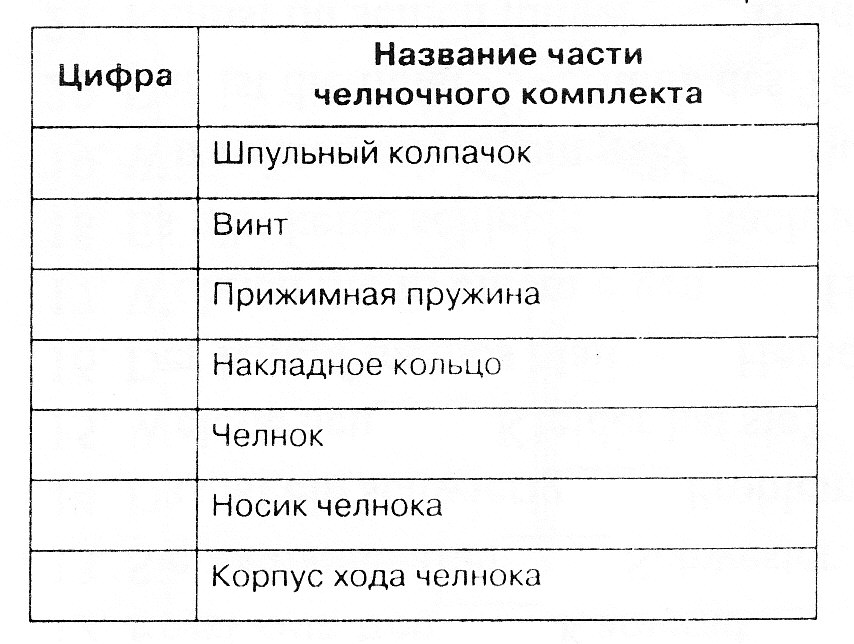 Цифра
Название части
челночного комплекта
Шпульный колпачок
Винт
Прижимная пружина
Накладное кольцо
Челнок
Носик челнока
Корпус хода челнока